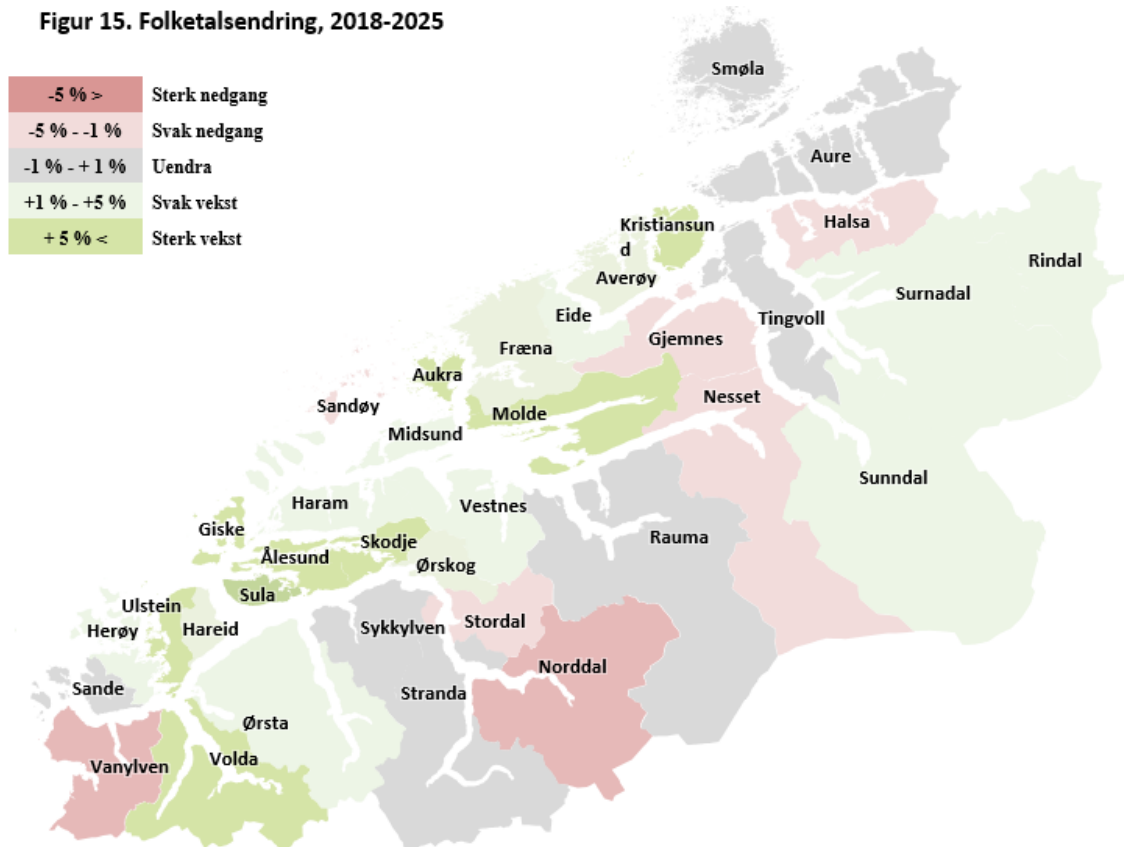 Figur 15. Folketalsendring, 2018-2025
-5 % > Sterk nedgang
-5 % - -1 % Svak nedgang
-1 % - + 1 % Uendra
+1 % - +5 % Svak vekst
+ 5 % < Sterk vekst
Smøla
Aure
Halsa
Kristiansun
d
Rindal
Averøy
Surnadal
Eide
Tingvoll
Gjemnes
Fræna
Aukra
Nesset
Sandøy
Molde
Midsund
Sunndal
Haram
Vestnes
Giske
Rauma
Skodje
Ålesund
Ørskog
Sula
Ulstein
Stordal
Herøy
Hareid
Sykkylven
Norddal
Sande
Stranda
Ørsta
Volda
Vanylven